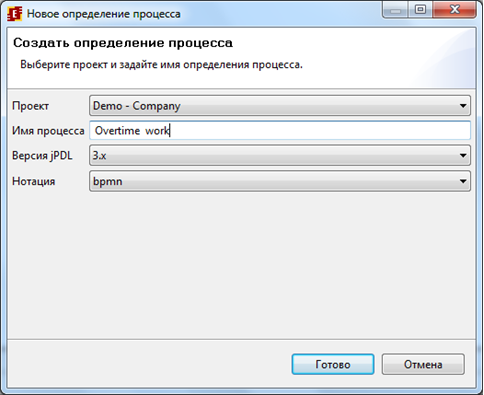 Новое определение процесса
Создать определение процесса
Выберите проект и задайте имя определения процесса.
Проект Demo - Company
Имя процесса Overtime work
Версия jPDL 3.x
Нотация bpmn
Готово Отмена